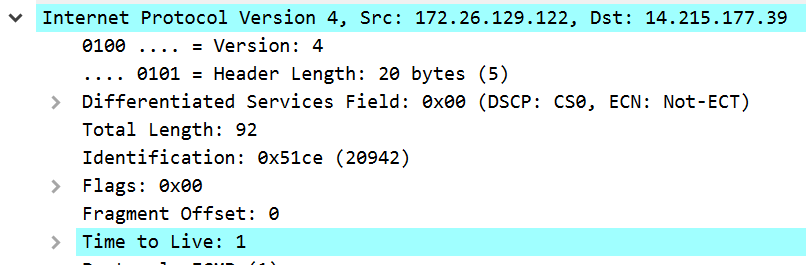 Internet Protocol Version 4, Src: 172.26.129.122, Dst: 14.215.177.39
0100 .... = Version: 4
.... 0101 = Header Length: 20 bytes (5)
Differentiated Services Field: 0x00 (DSCP: CS0, ECN: Not-ECT)
Total Length: 92
Identification: 0x51ce (20942)
Flags: 0x00
Fragment Offset: 0
Time to Live: 1